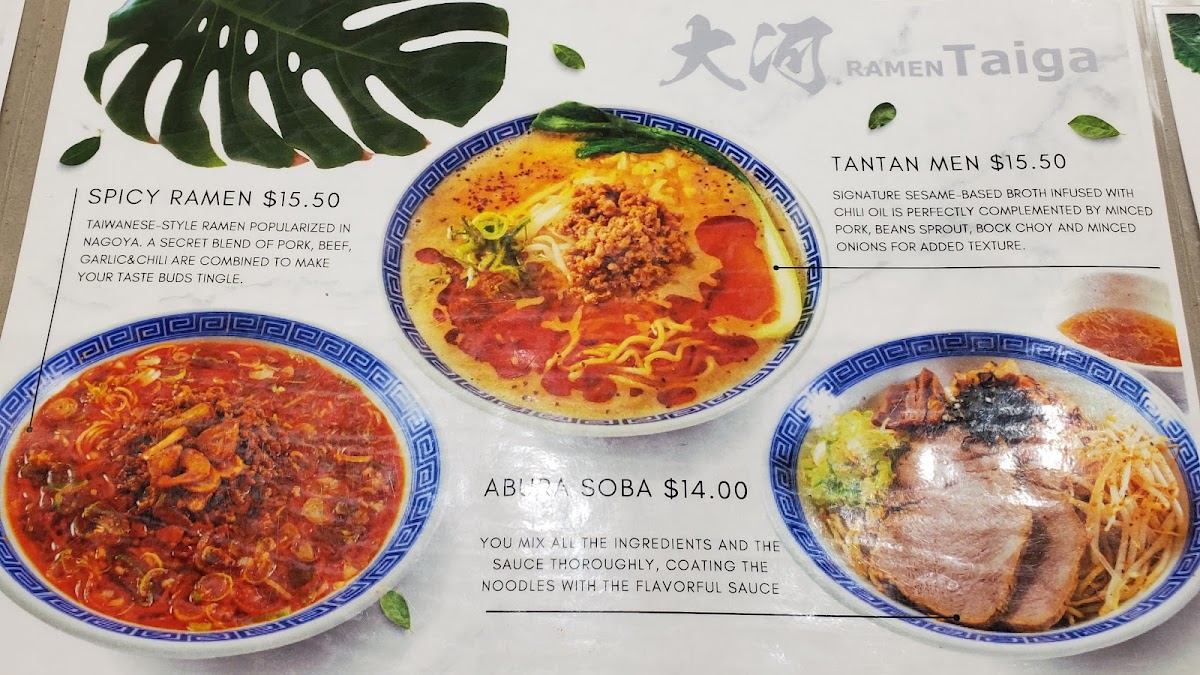 大河 RAMEN Taiga
SPICY RAMEN $15.50
TAIWANESE-STYLE RAMEN POPULARIZED IN
NAGOYA. A SECRET BLEND OF PORK, BEEF,
GARLIC&CHILI ARE COMBINED TO MAKE
YOUR TASTE BUDS TINGLE.
TANTAN MEN $15.50
SIGNATURE SESAME-BASED BROTH INFUSED WITH
CHILI OIL IS PERFECTLY COMPLEMENTED BY MINCED
PORK, BEANS SPROUT, BOCK CHOY AND MINCED
ONIONS FOR ADDED TEXTURE.
ABURA SOBA $14.00
YOU MIX ALL THE INGREDIENTS AND THE
SAUCE THOROUGHLY, COATING THE
NOODLES WITH THE FLAVORFUL SAUCE